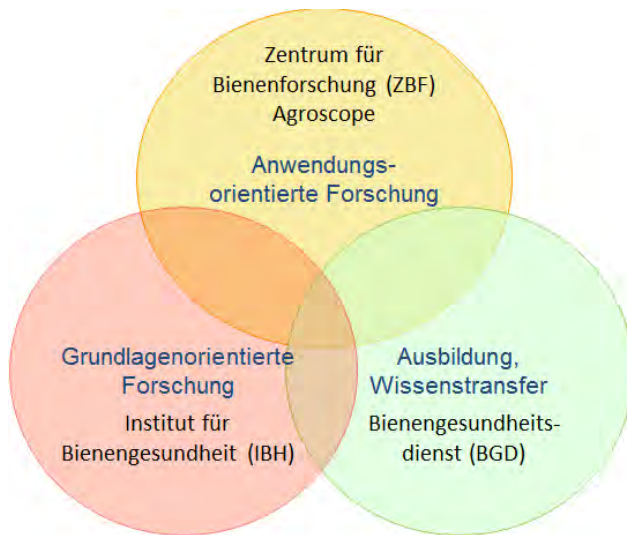 Zentrum für
Bienenforschung (ZBF)
Agroscope
Anwendungs-
orientierte Forschung
Grundlagenorientierte
Forschung
Institut für
Bienengesundheit (IBH)
Ausbildung,
Wissenstransfer
Bienengesundheits-
dienst (BGD)